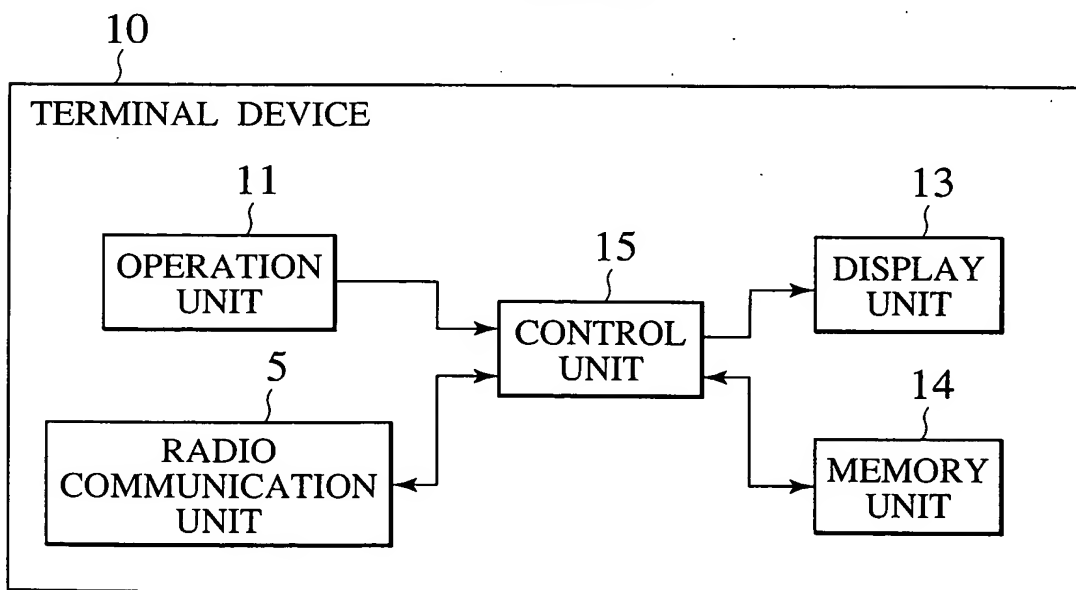 10
TERMINAL DEVICE
11
OPERATION
UNIT
15
CONTROL
UNIT
13
DISPLAY
UNIT
5
RADIO
COMMUNICATION
UNIT
14
MEMORY
UNIT